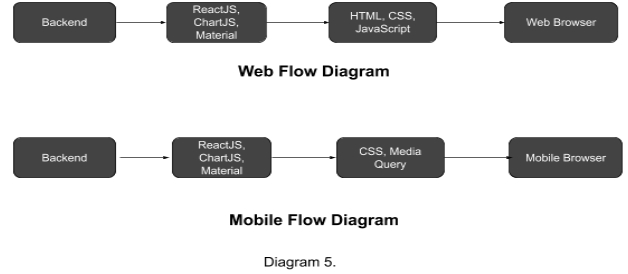 Backend
ReactJS,
ChartJS,
Material
HTML, CSS,
JavaScript
Web Browser
Web Flow Diagram
Backend
ReactJS,
ChartJS,
Material
CSS, Media
Query
Mobile Browser
Mobile Flow Diagram
Diagram 5.